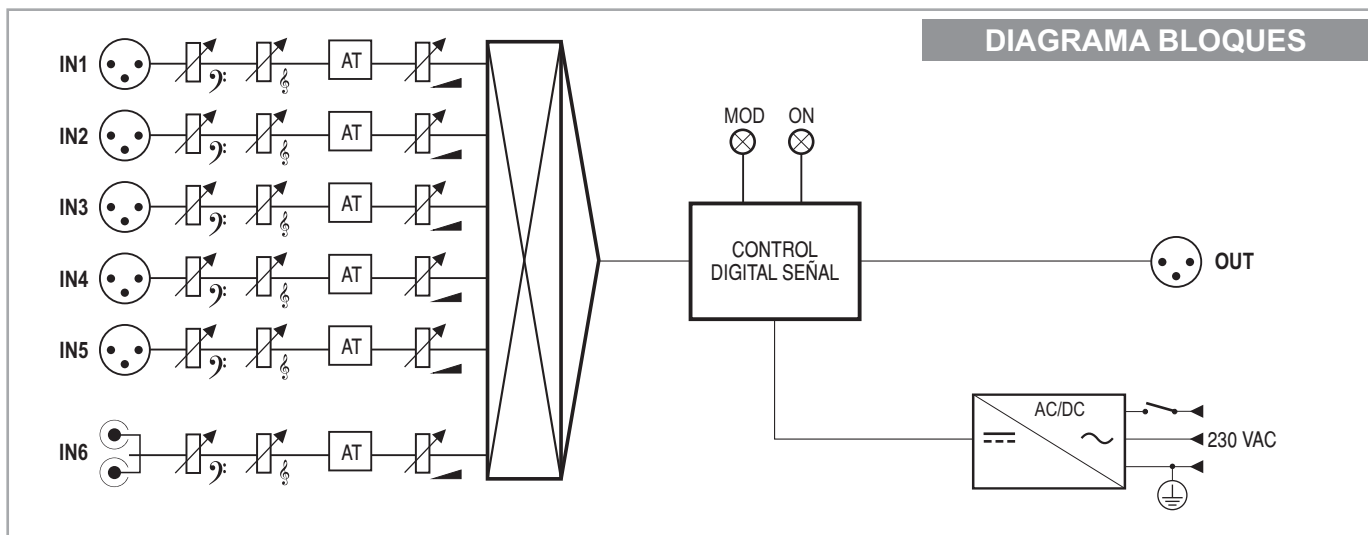 DIAGRAMA BLOQUES
IN1
AT
IN2
AT
IN3
AT
IN4
AT
IN5
AT
IN6
AT
MOD ON
CONTROL
DIGITAL SEÑAL
OUT
AC/DC
230 VAC